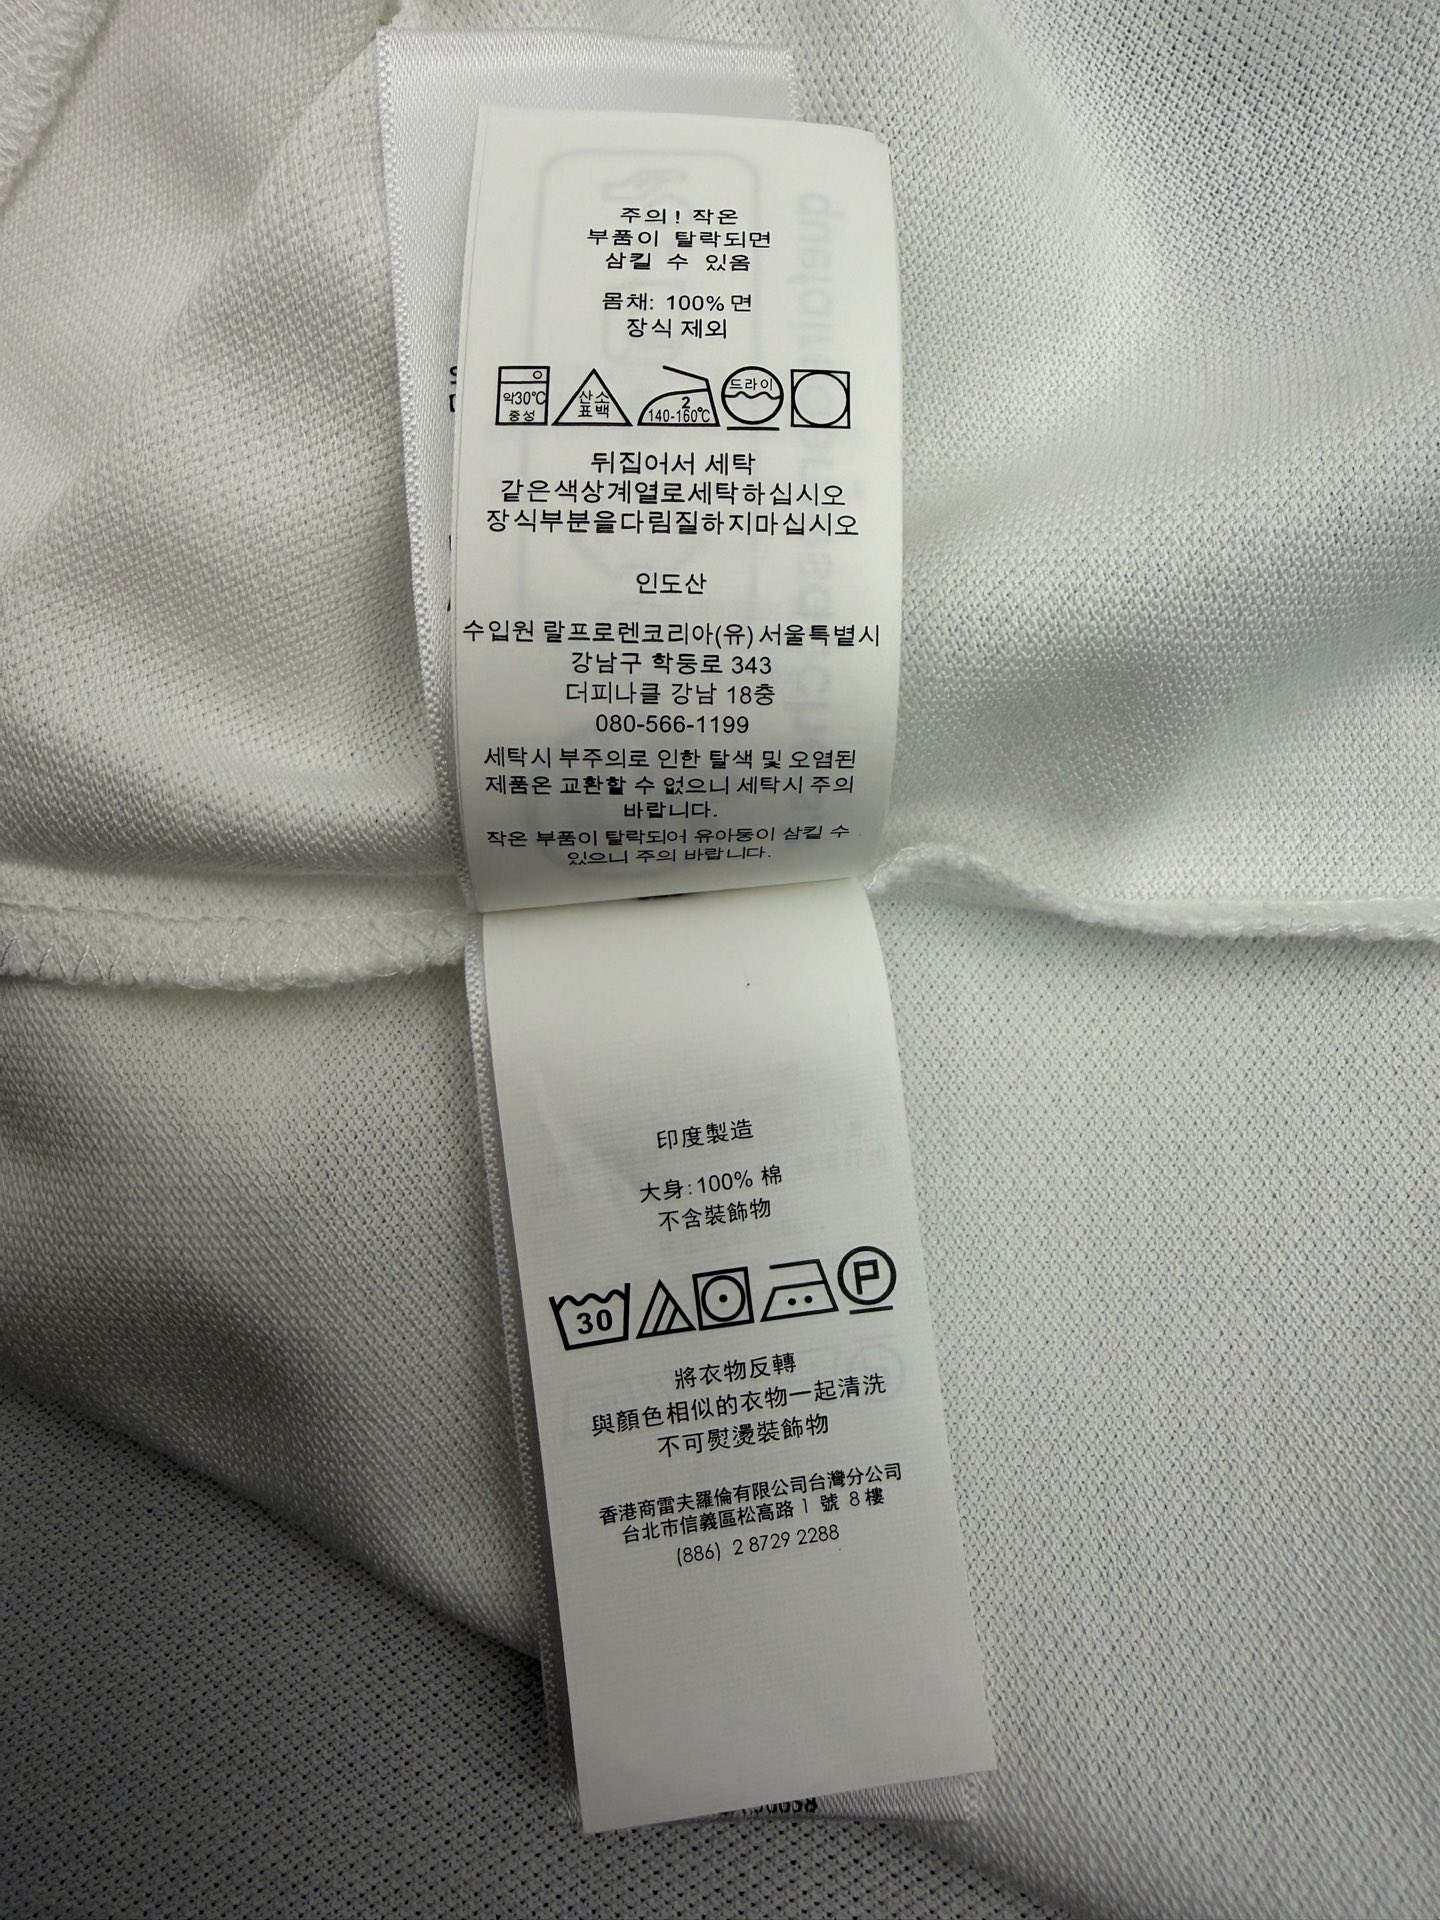 주의! 작은
부품이 탈락되면
삼킬 수 있음
몸채: 100% 면
장식 제외
약30℃
중성
산소
표백
2
140-160℃
드라이
뒤집어서 세탁
같은색상계열로세탁하십시오
장식부분을다림질하지마십시오
인도산
수입원 랄프로렌코리아(유) 서울특별시
강남구 학동로 343
더피나클 강남 18층
080-566-1199
세탁시 부주의로 인한 탈색 및 오염된
제품은 교환할 수 없으니 세탁시 주의
바랍니다.
작은 부품이 탈락되어 유아동이 삼킬 수
있으니 주의 바랍니다.
印度製造
大身:100% 棉
不含裝飾物
30
P
將衣物反轉
與顏色相似的衣物一起清洗
不可熨燙裝飾物
香港商雷夫羅倫有限公司台灣分公司
台北市信義區松高路 1 號 8 樓
(886) 2 8729 2288